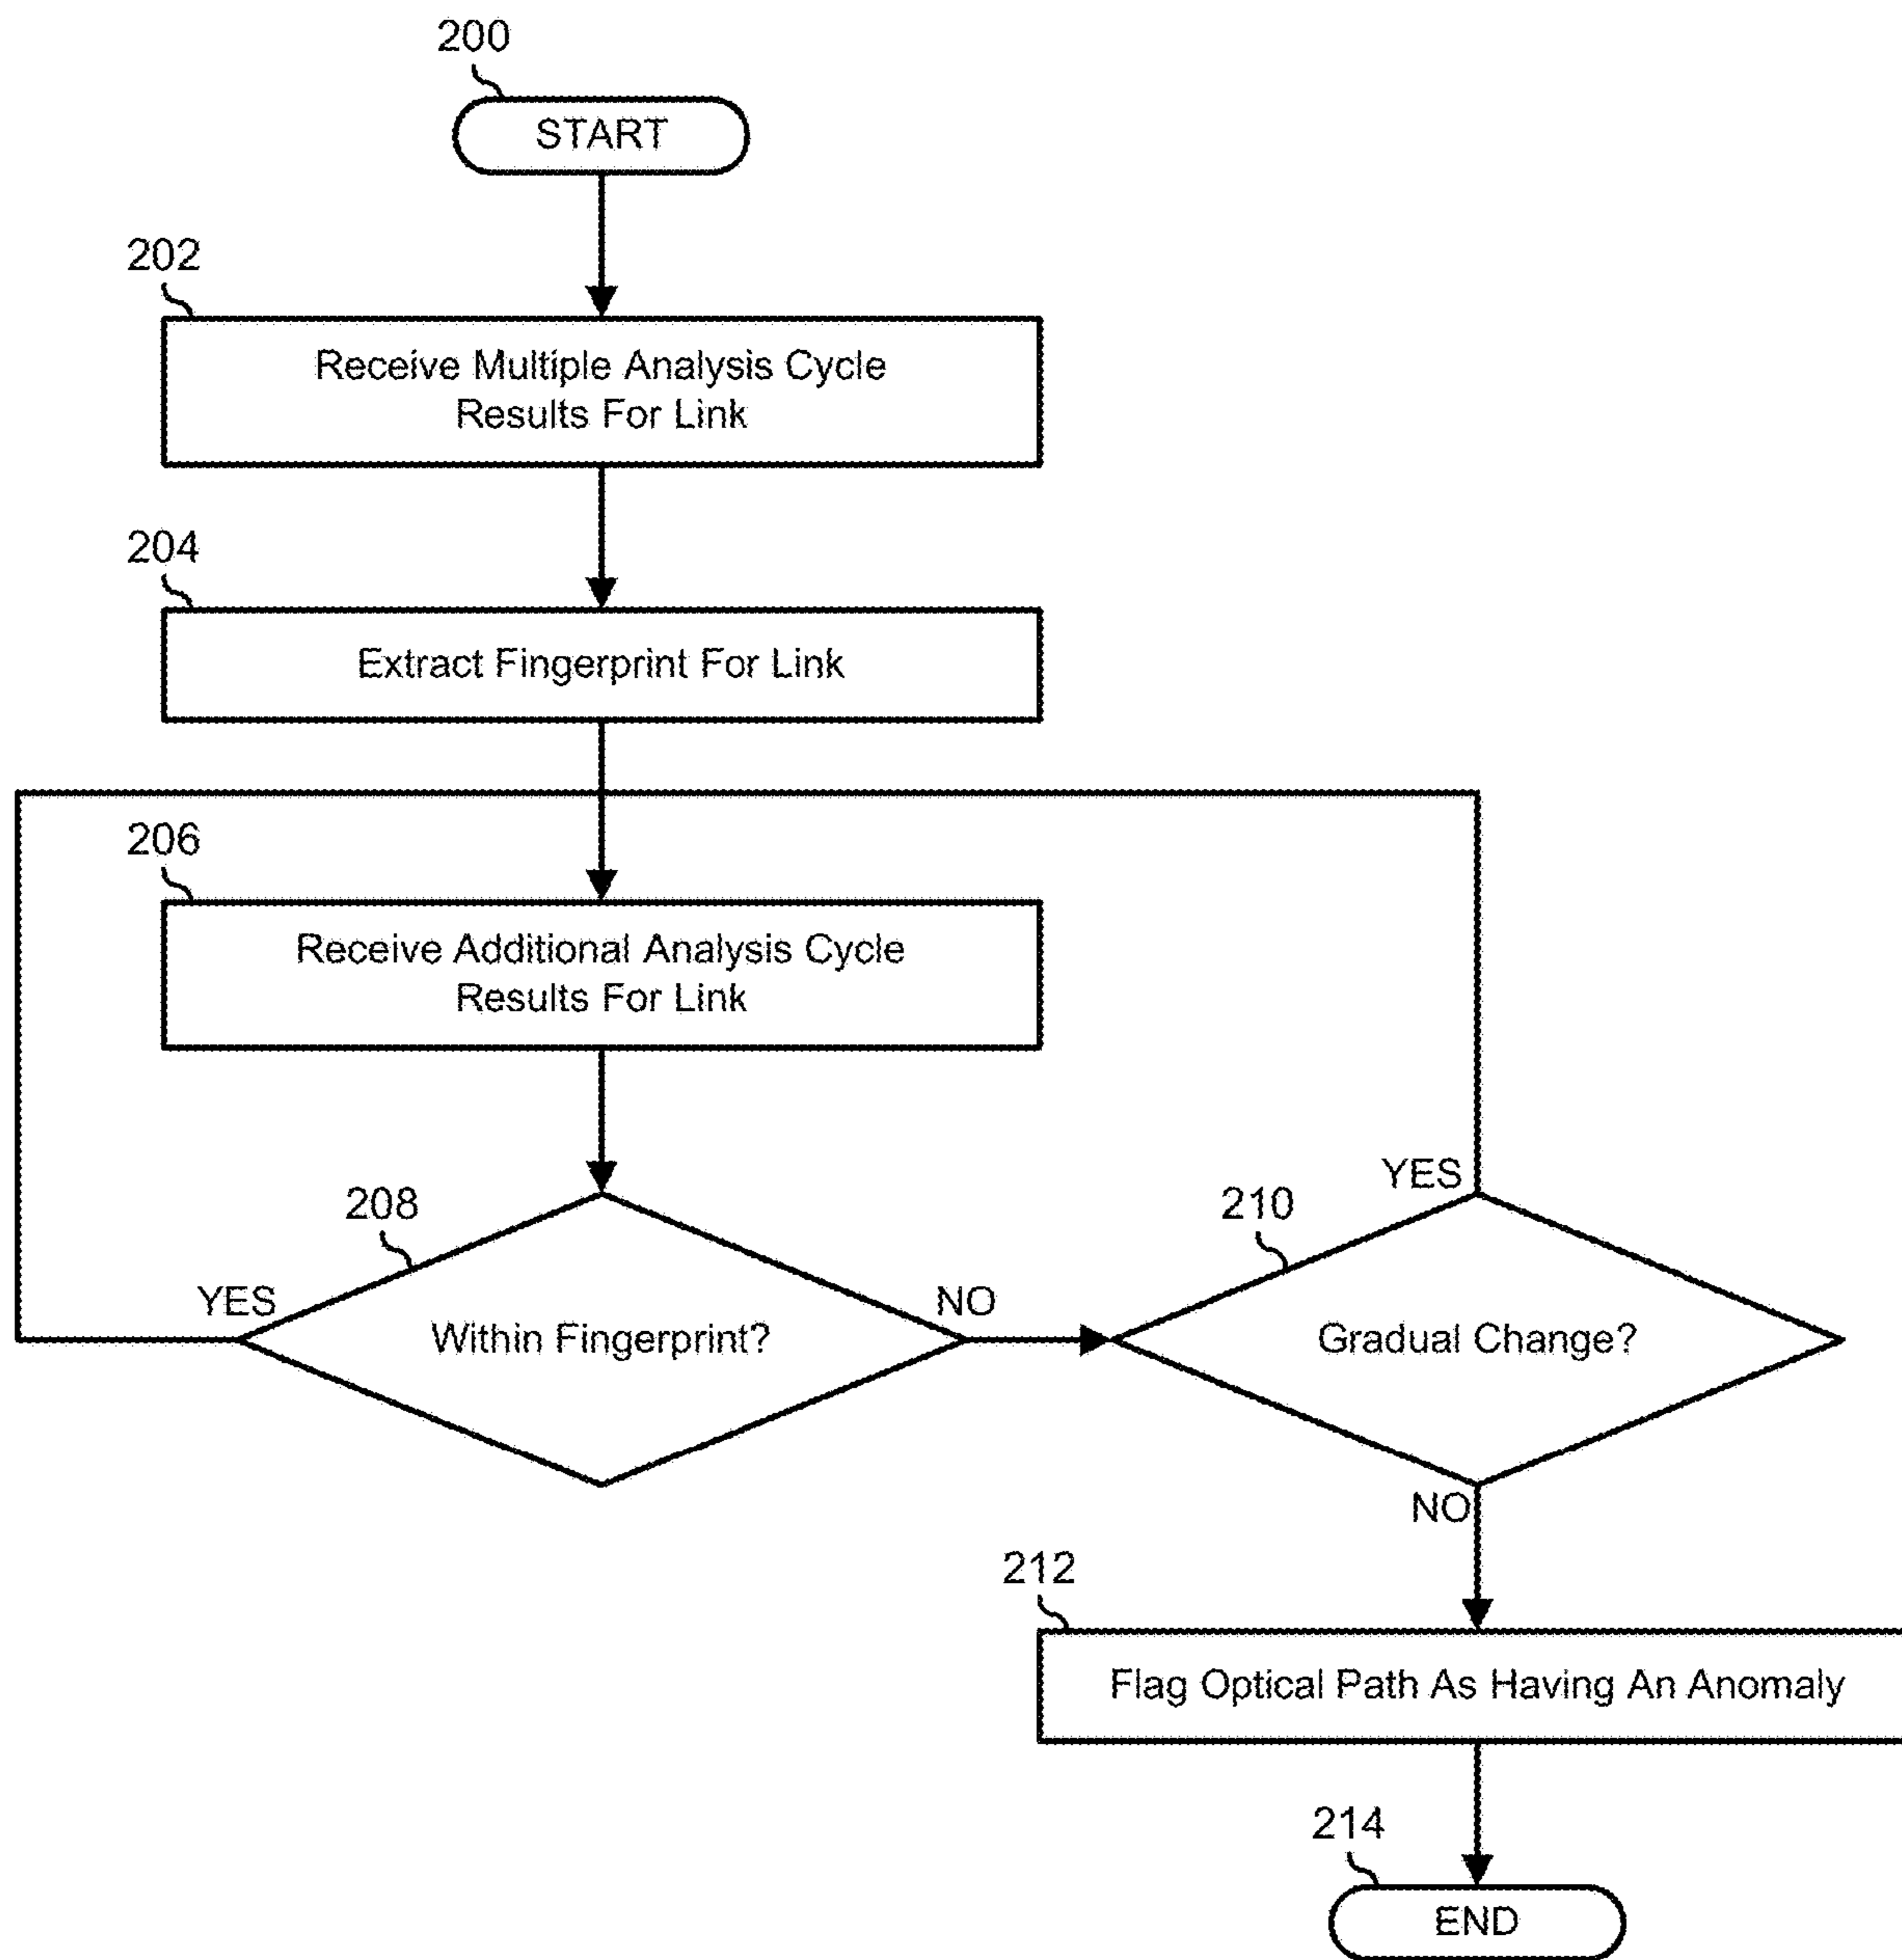 200
START
202
Receive Multiple Analysis Cycle
Results For Link
204
Extract Fingerprint For Link
206
Receive Additional Analysis Cycle
Results For Link
208
YES
Within Fingerprint?
NO
210
YES
Gradual Change?
NO
212
Flag Optical Path As Having An Anomaly
214
END